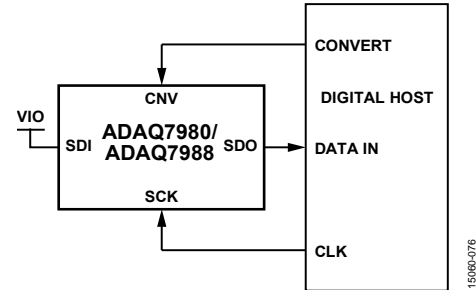 CONVERT
CNV
DIGITAL HOST
VIO
SDI
ADAQ7980/
ADAQ7988
SDO
DATA IN
SCK
CLK
15060-076